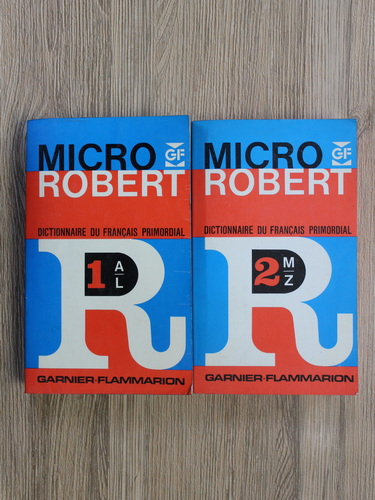 MICRO GF
ROBERT
DICTIONNAIRE DU FRANÇAIS PRIMORDIAL
R
1 A/L
GARNIER-FLAMMARION
MICRO GF
ROBERT
DICTIONNAIRE DU FRANÇAIS PRIMORDIAL
R
2 M/Z
GARNIER-FLAMMARION